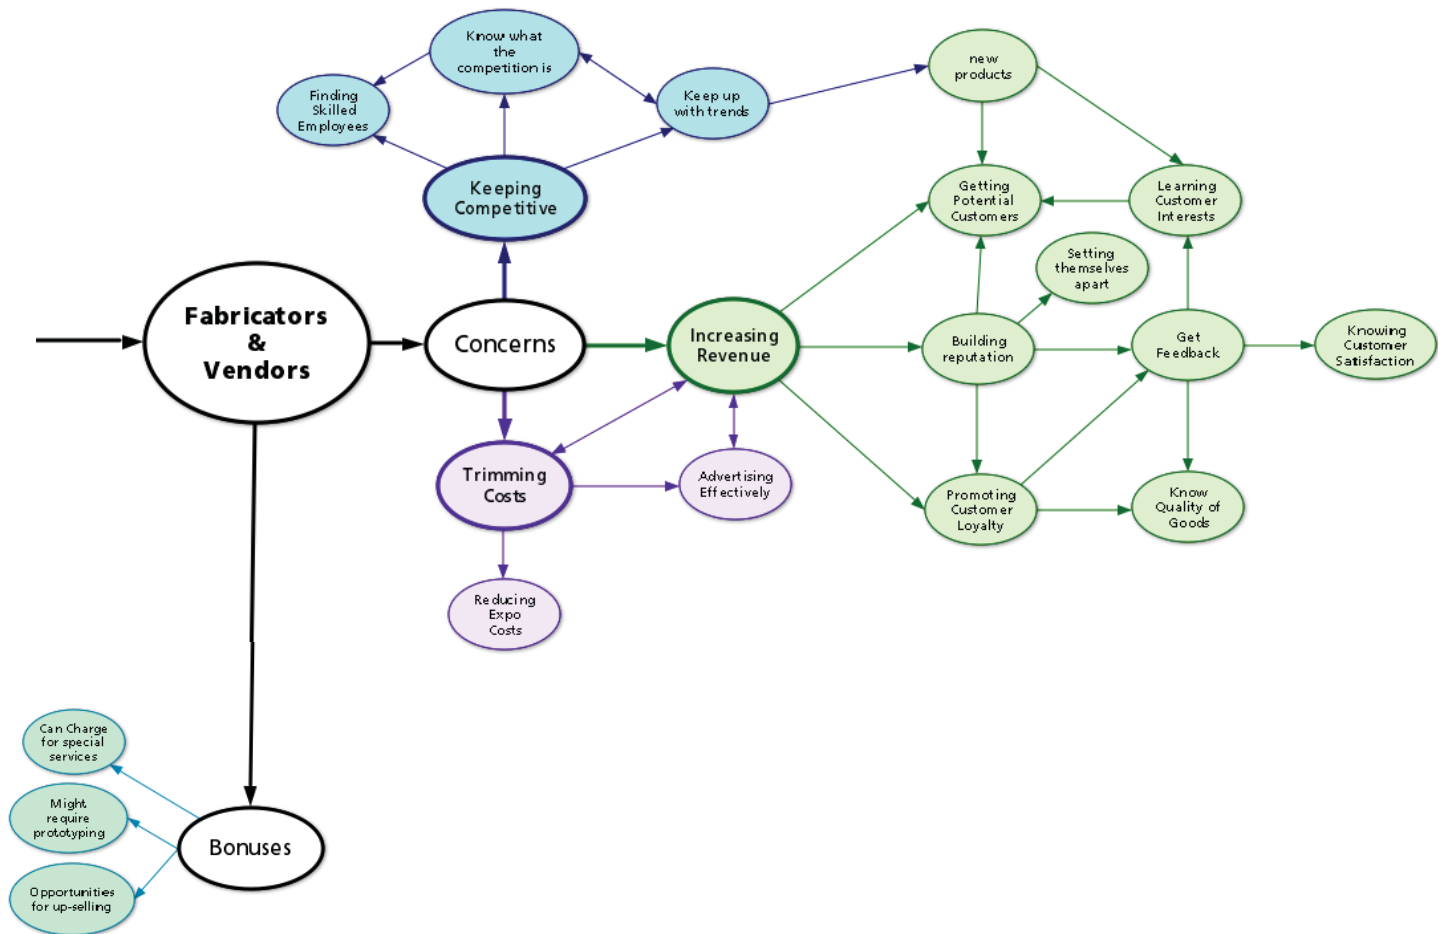 Know what
the
competition is
Finding
Skilled
Employees
Keep up
with trends
new
products
Keeping
Competitive
Getting
Potential
Customers
Learning
Customer
Interests
Setting
themselves
apart
Fabricators
&
Vendors
Concerns
Increasing
Revenue
Building
reputation
Get
Feedback
Knowing
Customer
Satisfaction
Trimming
Costs
Advertising
Effectively
Promoting
Customer
Loyalty
Know
Quality of
Goods
Reducing
Expo
Costs
Can Charge
for special
services
Might
require
prototyping
Bonuses
Opportunities
for up-selling